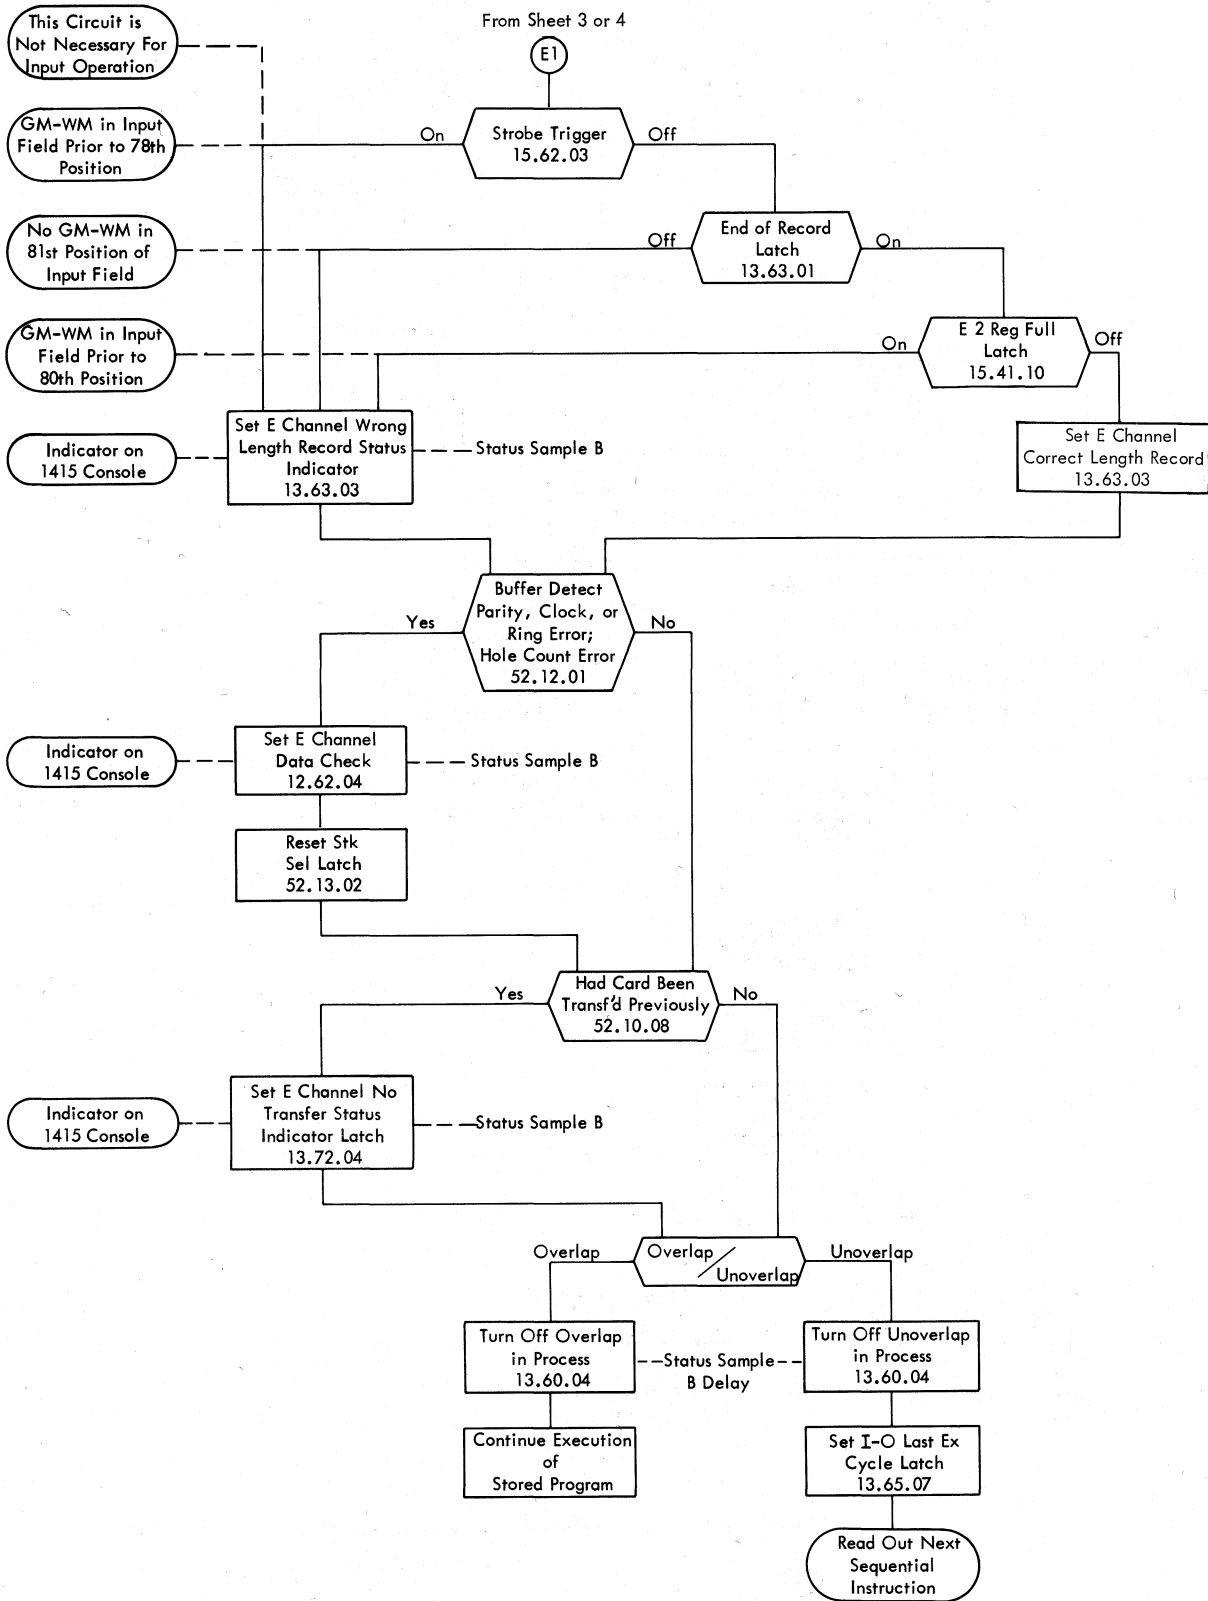 This Circuit is
Not Necessary For
Input Operation
From Sheet 3 or 4
E1
GM-WM in Input
Field Prior to 78th
Position
On
Strobe Trigger
15.62.03
Off
No GM-WM in
81st Position of
Input Field
Off
End of Record
Latch
13.63.01
On
GM-WM in Input
Field Prior to
80th Position
On
E 2 Reg Full
Latch
15.41.10
Off
Indicator on
1415 Console
Set E Channel Wrong
Length Record Status
Indicator
13.63.03
Status Sample B
Set E Channel
Correct Length Record
13.63.03
Yes
Buffer Detect
Parity, Clock, or
Ring Error;
Hole Count Error
52.12.01
No
Indicator on
1415 Console
Set E Channel
Data Check
12.62.04
Status Sample B
Reset Stk
Sel Latch
52.13.02
Yes
Had Card Been
Transf'd Previously
52.10.08
No
Indicator on
1415 Console
Set E Channel No
Transfer Status
Indicator Latch
13.72.04
Status Sample B
Overlap
Overlap
/
Unoverlap
Unoverlap
Turn Off Overlap
in Process
13.60.04
Status Sample
B Delay
Turn Off Unoverlap
in Process
13.60.04
Continue Execution
of
Stored Program
Set I-O Last Ex
Cycle Latch
13.65.07
Read Out Next
Sequential
Instruction